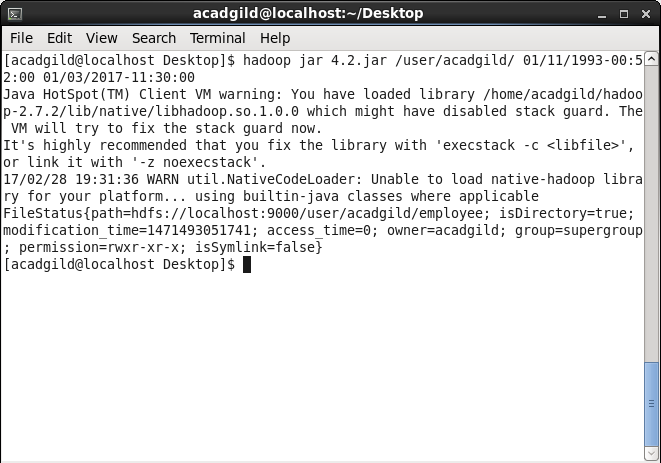 acadgild@localhost:~/Desktop
File Edit View Search Terminal Help
[acadgild@localhost Desktop]$ hadoop jar 4.2.jar /user/acadgild/ 01/11/1993-00:5
2:00 01/03/2017-11:30:00
Java HotSpot(TM) Client VM warning: You have loaded library /home/acadgild/hadoo
p-2.7.2/lib/native/libhadoop.so.1.0.0 which might have disabled stack guard. The
 VM will try to fix the stack guard now.
It's highly recommended that you fix the library with 'execstack -c <libfile>',
or link it with '-z noexecstack'.
17/02/28 19:31:36 WARN util.NativeCodeLoader: Unable to load native-hadoop libra
ry for your platform... using builtin-java classes where applicable
FileStatus{path=hdfs://localhost:9000/user/acadgild/employee; isDirectory=true;
modification_time=1471493051741; access_time=0; owner=acadgild; group=supergroup
; permission=rwxr-xr-x; isSymlink=false}
[acadgild@localhost Desktop]$